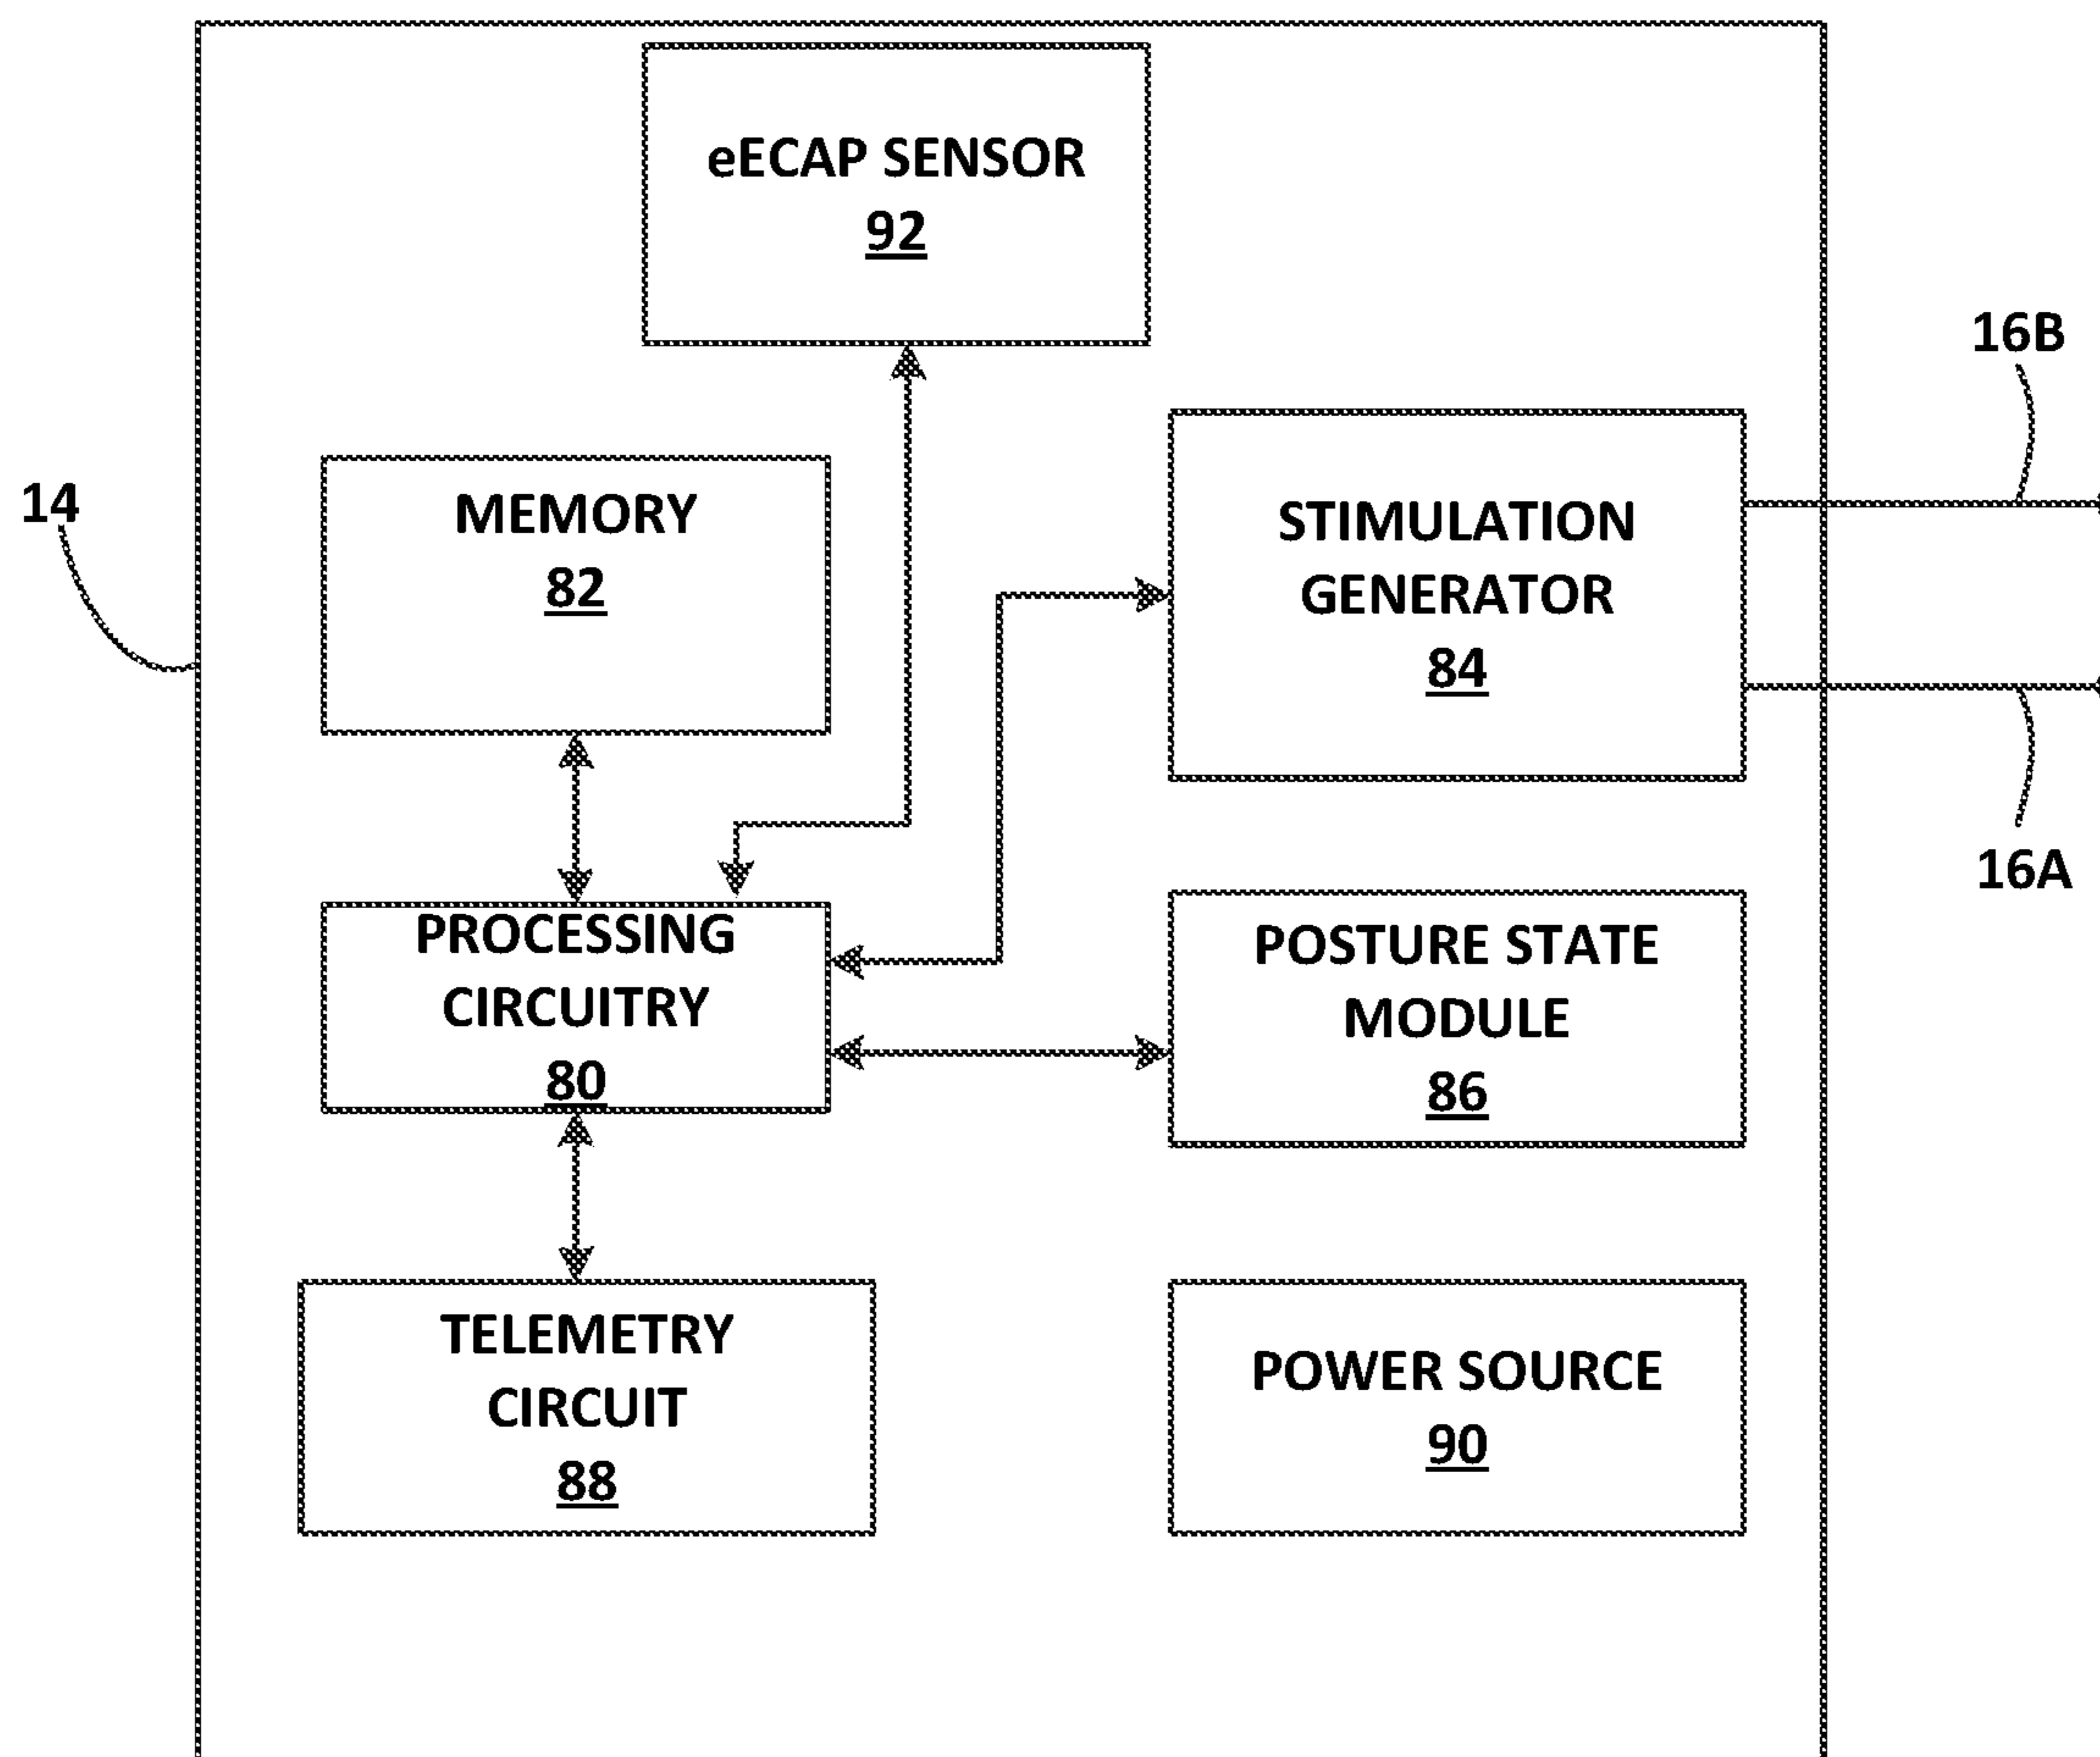 eECAP SENSOR
92
16B
14
MEMORY
82
STIMULATION
GENERATOR
84
16A
PROCESSING
CIRCUITRY
80
POSTURE STATE
MODULE
86
TELEMETRY
CIRCUIT
88
POWER SOURCE
90